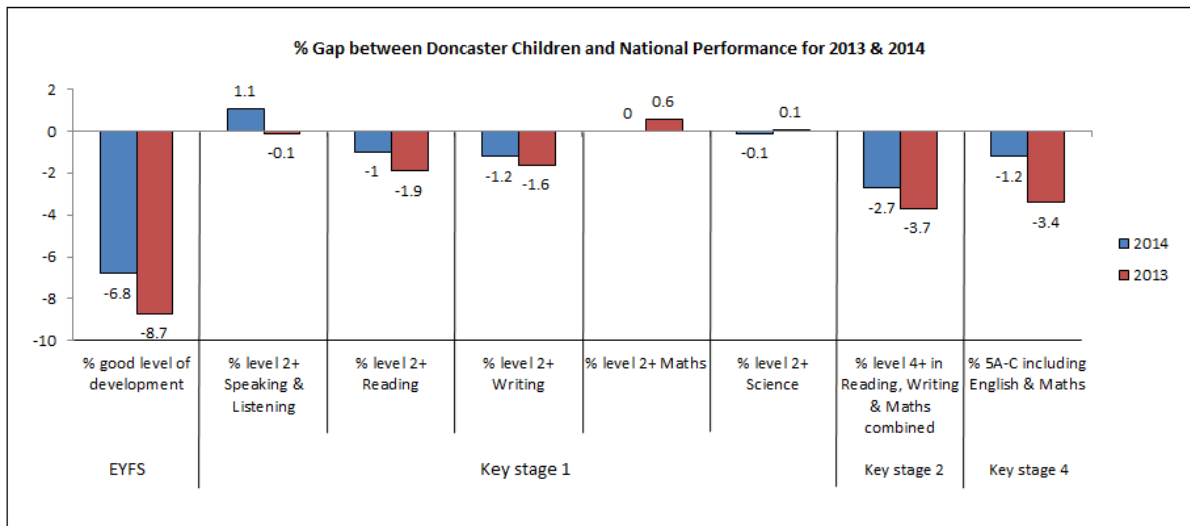 % Gap between Doncaster Children and National Performance for 2013 & 2014
2
0
-2
-4
-6
-8
-10
-6.8
-8.7
1.1
-0.1
-1
-1.9
-1.2
-1.6
0
0.6
-0.1
0.1
-2.7
-3.7
-1.2
-3.4
2014
2013
% good level of
development
% level 2+
Speaking &
Listening
% level 2+
Reading
% level 2+
Writing
% level 2+ Maths
% level 2+
Science
% level 4+ in
Reading, Writing
& Maths
combined
% 5A-C including
English & Maths
EYFS
Key stage 1
Key stage 2
Key stage 4